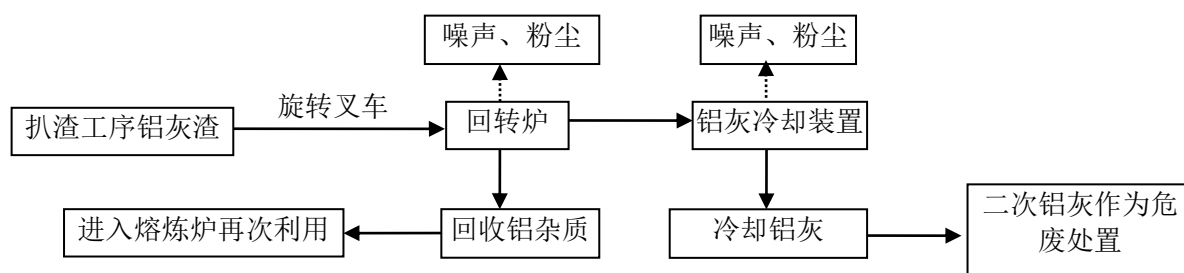 噪声、粉尘
噪声、粉尘
扒渣工序铝灰渣
旋转叉车
回转炉
铝灰冷却装置
进入熔炼炉再次利用
回收铝杂质
冷却铝灰
二次铝灰作为危
废处置